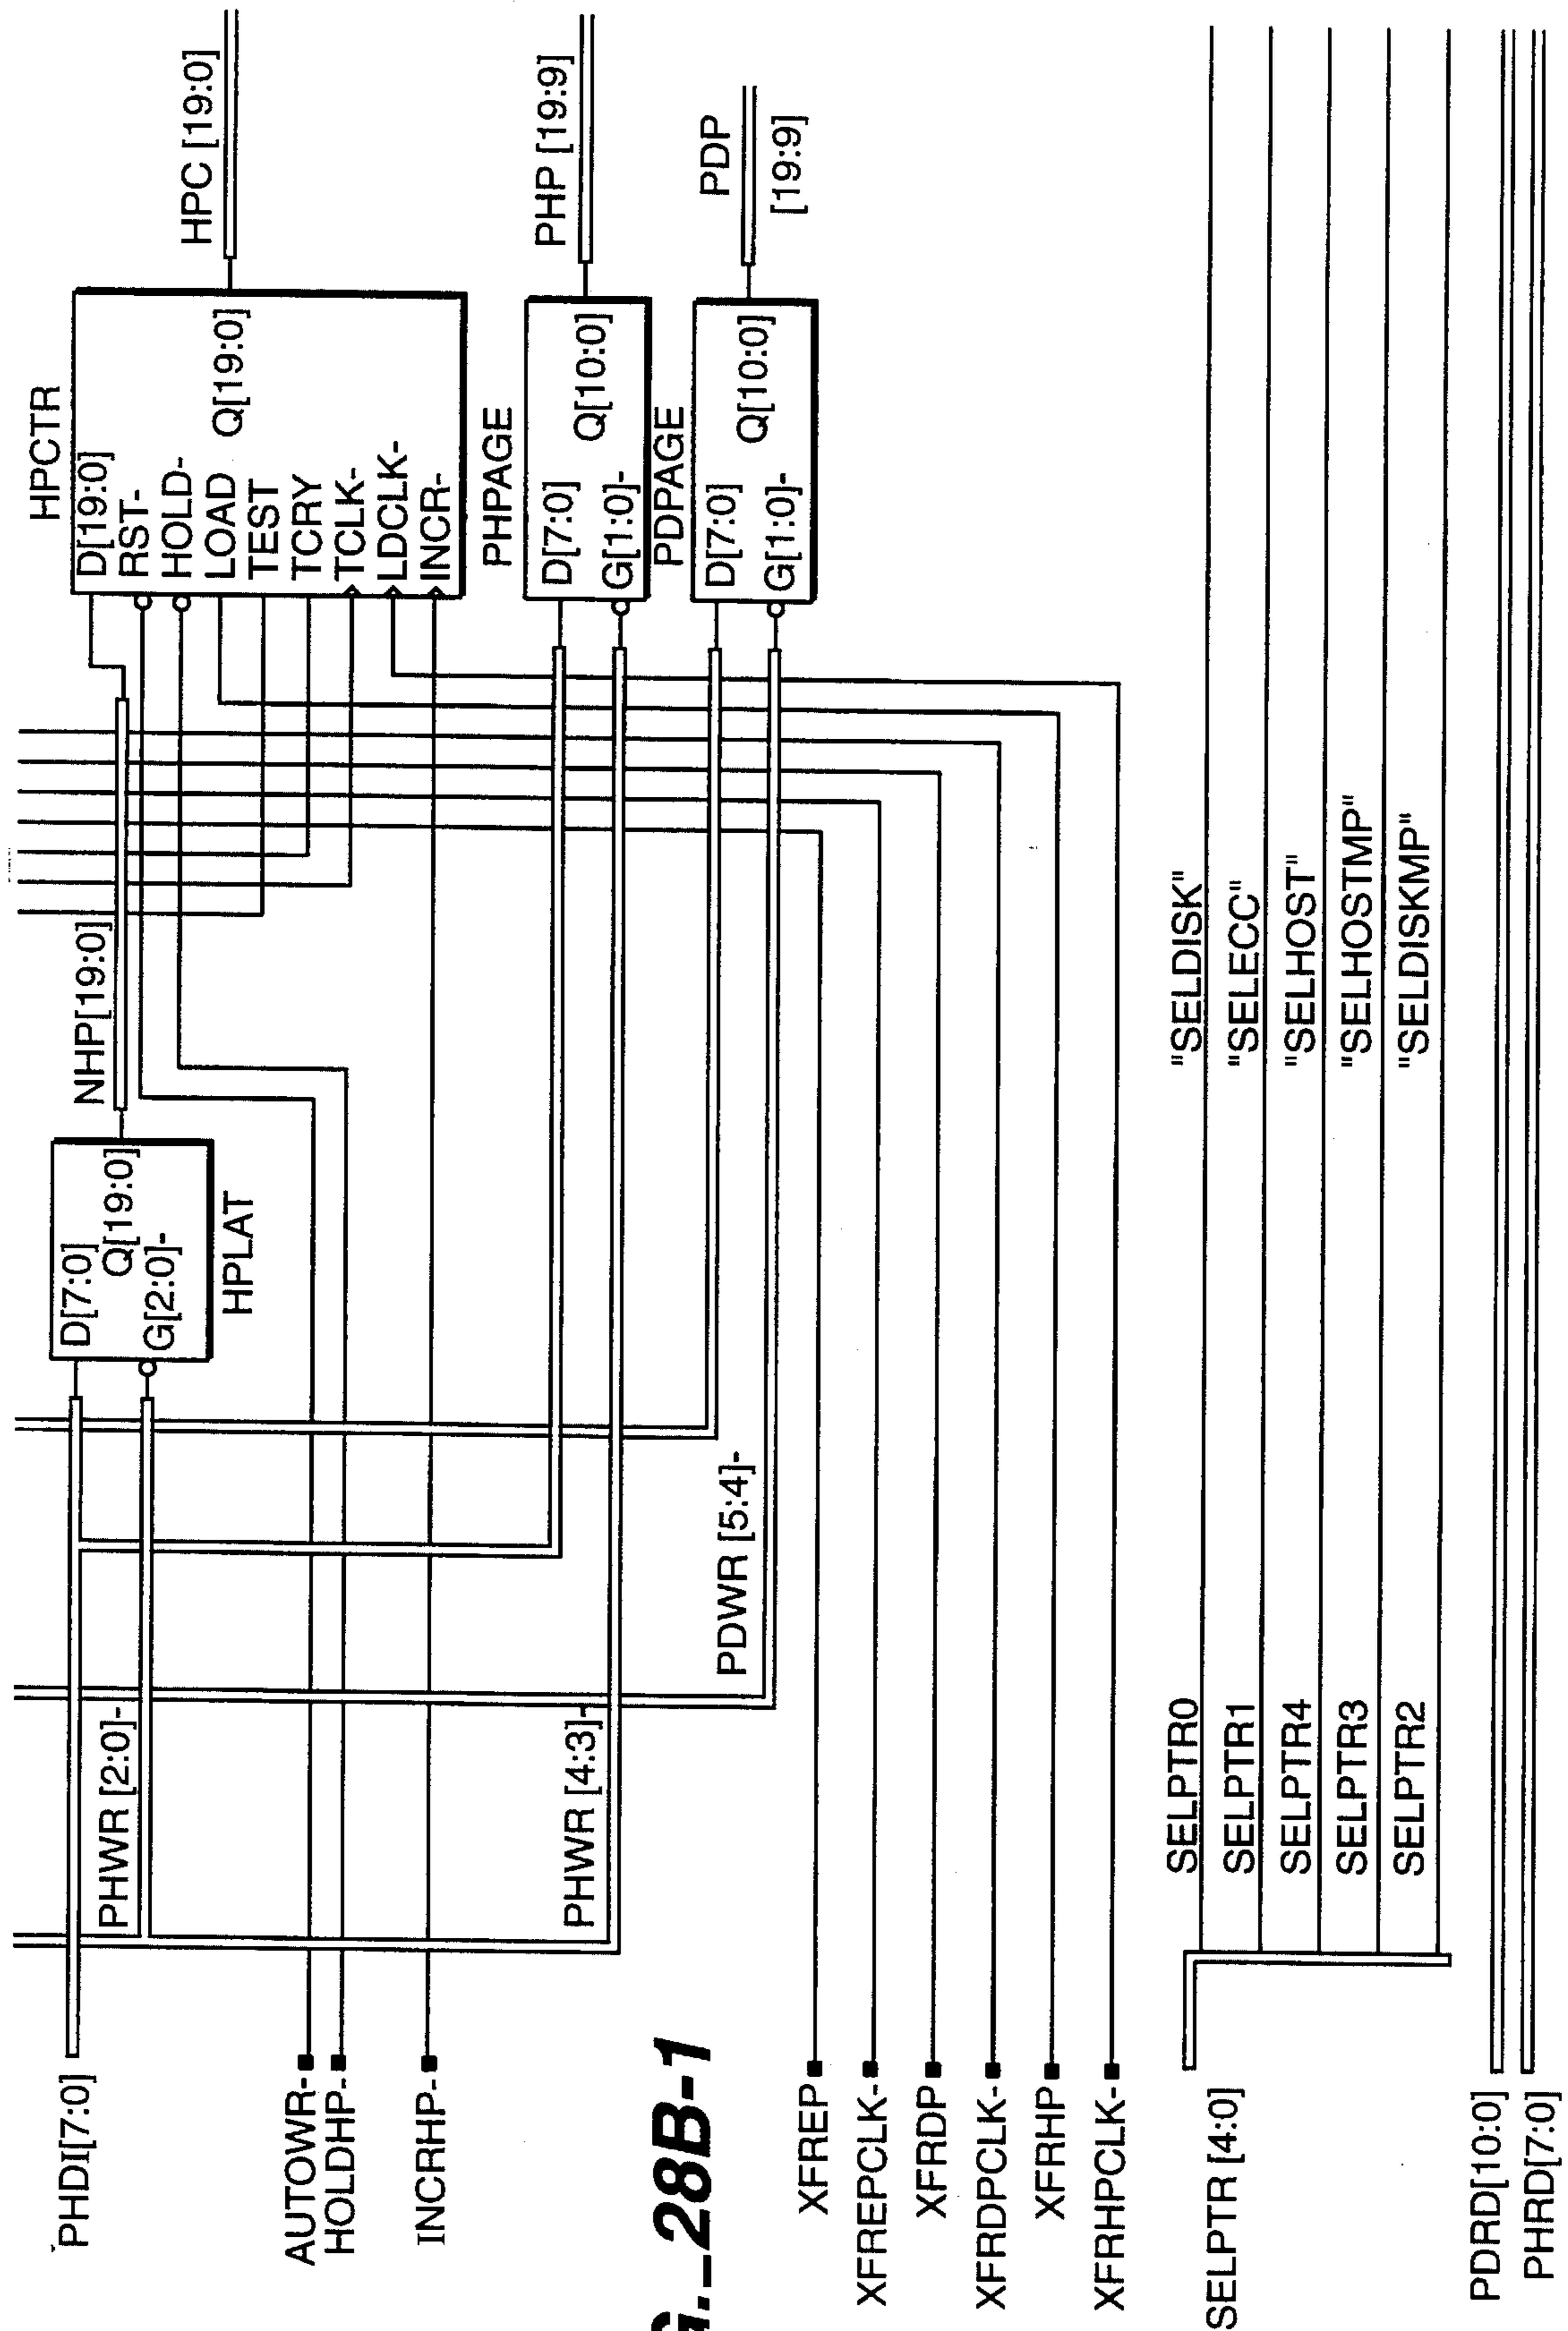 PHDI[7:0]
PHWR [2:0]-
D[7:0]
Q[19:0]
G[2:0]-
HPLAT
NHP[19:0]
HPCTR
D[19:0]
RST-
HOLD-
LOAD
Q[19:0]
TEST
TCRY
TCLK-
LDCLK-
INCR-
HPC [19:0]
AUTOWR-
HOLDHP-
INCRHP-
PHWR [4:3]-
PHPAGE
D[7:0]
Q[10:0]
G[1:0]-
PHP [19:9]
PDWR [5:4]-
PDPAGE
D[7:0]
Q[10:0]
G[1:0]-
PDP
[19:9]
G._28B-1
XFREP
XFREPCLK-
XFRDP
XFRDPCLK-
XFRHP
XFRHPCLK-
SELPTR [4:0]
SELPTR0
"SELDISK"
SELPTR1
"SELECC"
SELPTR4
"SELHOST"
SELPTR3
"SELHOSTMP"
SELPTR2
"SELDISKMP"
PDRD[10:0]
PHRD[7:0]